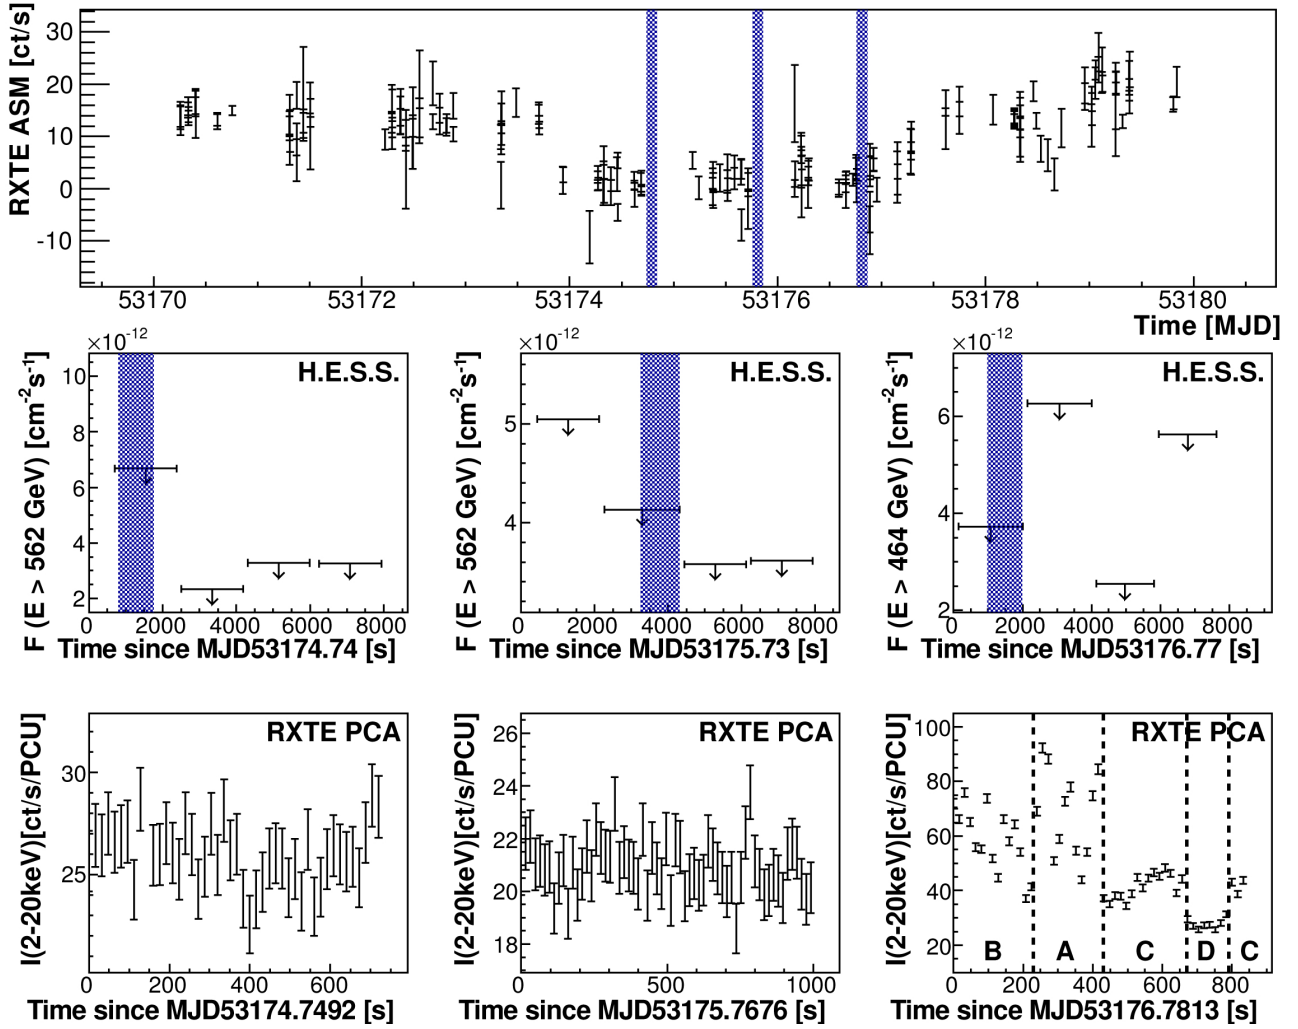 RXTE ASM [ct/s]
30
20
10
0
-10
53170 53172 53174 53176 53178 53180
Time [MJD]
×10-12 ×10-12 ×10-12
F (E > 562 GeV) [cm-2s-1]
H.E.S.S.
10
8
6
4
2
0 2000 4000 6000 8000
Time since MJD53174.74 [s]
F (E > 562 GeV) [cm-2s-1]
H.E.S.S.
5
4
0 2000 4000 6000 8000
Time since MJD53175.73 [s]
F (E > 464 GeV) [cm-2s-1]
H.E.S.S.
6
4
2
0 2000 4000 6000 8000
Time since MJD53176.77 [s]
I(2-20keV)[ct/s/PCU]
RXTE PCA
30
25
0 200 400 600
Time since MJD53174.7492 [s]
I(2-20keV)[ct/s/PCU]
RXTE PCA
26
24
22
20
18
0 500 1000
Time since MJD53175.7676 [s]
I(2-20keV)[ct/s/PCU]
RXTE PCA
100
80
60
40
20
B A C D C
0 200 400 600 800
Time since MJD53176.7813 [s]